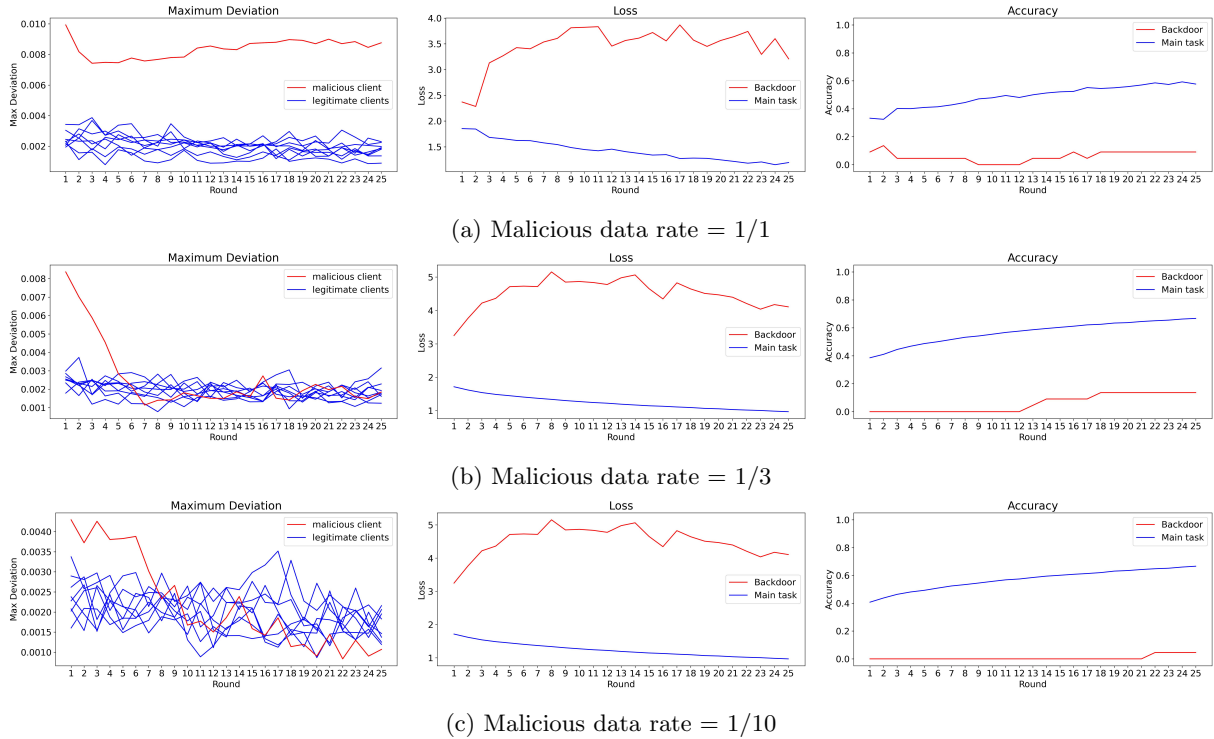 Maximum Deviation
0.010
0.008
0.006
0.004
0.002
Max Deviation
malicious client
legitimate clients
1 2 3 4 5 6 7 8 9 10 11 12 13 14 15 16 17 18 19 20 21 22 23 24 25
Round
Loss
4.0
3.5
3.0
2.5
2.0
1.5
Loss
Backdoor
Main task
1 2 3 4 5 6 7 8 9 10 11 12 13 14 15 16 17 18 19 20 21 22 23 24 25
Round
Accuracy
1.0
0.8
0.6
0.4
0.2
0.0
Accuracy
Backdoor
Main task
1 2 3 4 5 6 7 8 9 10 11 12 13 14 15 16 17 18 19 20 21 22 23 24 25
Round
(a) Malicious data rate = 1/1
Maximum Deviation
0.008
0.007
0.006
0.005
0.004
0.003
0.002
0.001
Max Deviation
malicious client
legitimate clients
1 2 3 4 5 6 7 8 9 10 11 12 13 14 15 16 17 18 19 20 21 22 23 24 25
Round
Loss
5
4
3
2
1
Loss
Backdoor
Main task
1 2 3 4 5 6 7 8 9 10 11 12 13 14 15 16 17 18 19 20 21 22 23 24 25
Round
Accuracy
1.0
0.8
0.6
0.4
0.2
0.0
Accuracy
Backdoor
Main task
1 2 3 4 5 6 7 8 9 10 11 12 13 14 15 16 17 18 19 20 21 22 23 24 25
Round
(b) Malicious data rate = 1/3
Maximum Deviation
0.0040
0.0035
0.0030
0.0025
0.0020
0.0015
0.0010
Max Deviation
malicious client
legitimate clients
1 2 3 4 5 6 7 8 9 10 11 12 13 14 15 16 17 18 19 20 21 22 23 24 25
Round
Loss
5
4
3
2
1
Loss
Backdoor
Main task
1 2 3 4 5 6 7 8 9 10 11 12 13 14 15 16 17 18 19 20 21 22 23 24 25
Round
Accuracy
1.0
0.8
0.6
0.4
0.2
0.0
Accuracy
Backdoor
Main task
1 2 3 4 5 6 7 8 9 10 11 12 13 14 15 16 17 18 19 20 21 22 23 24 25
Round
(c) Malicious data rate = 1/10